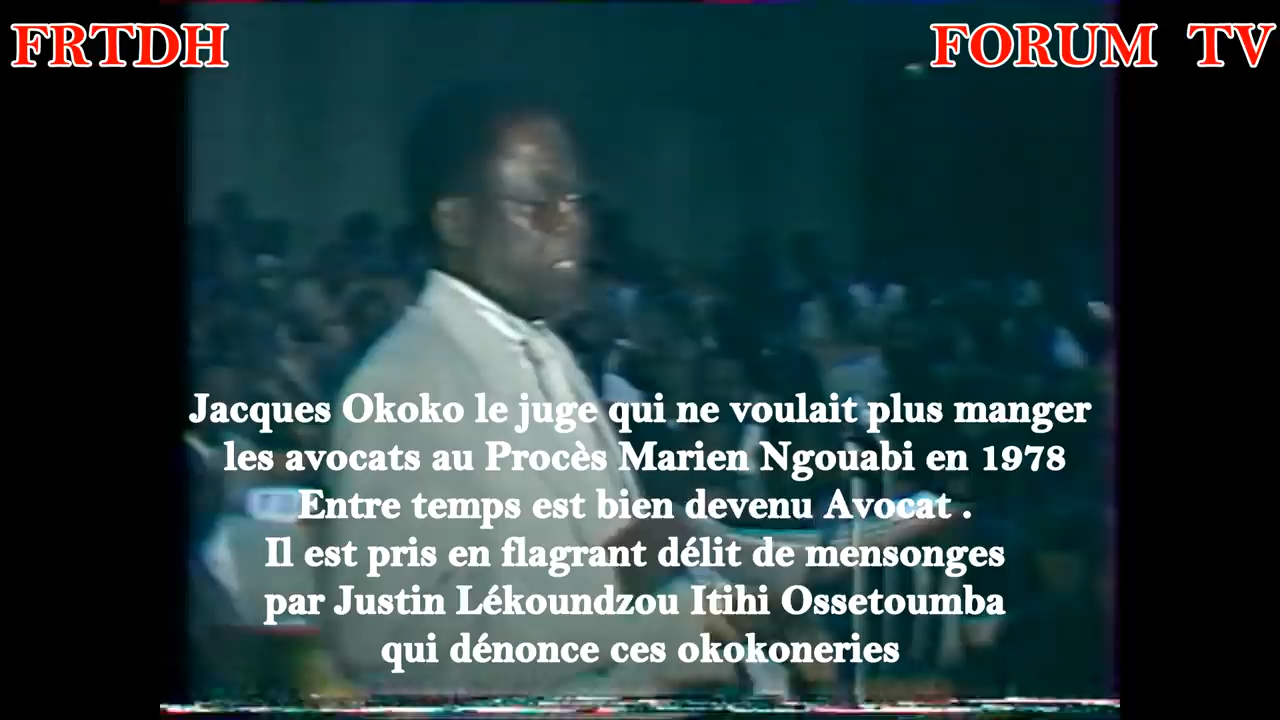 FRTDH
FORUM TV
Jacques Okoko le juge qui ne voulait plus manger
les avocats au Procès Marien Ngouabi en 1978
Entre temps est bien devenu Avocat .
Il est pris en flagrant délit de mensonges
par Justin Lékoundzou Itihi Ossetoumba
qui dénonce ces okokoneries